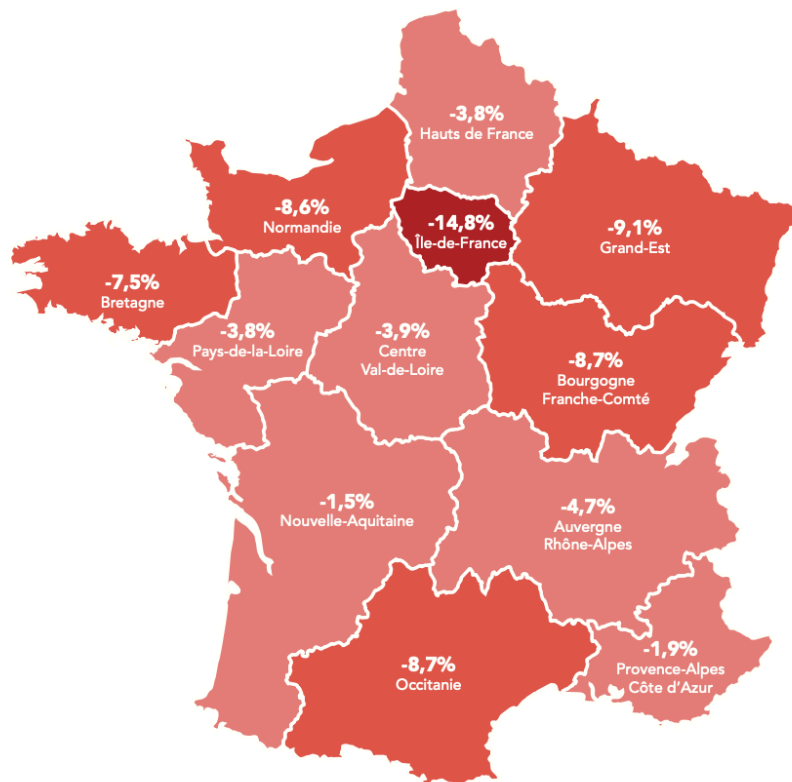 -3,8%
Hauts de France
-8,6%
Normandie
-14,8%
Île-de-France
-9,1%
Grand-Est
-7,5%
Bretagne
-3,8%
Pays-de-la-Loire
-3,9%
Centre
Val-de-Loire
-8,7%
Bourgogne
Franche-Comté
-1,5%
Nouvelle-Aquitaine
-4,7%
Auvergne
Rhône-Alpes
-8,7%
Occitanie
-1,9%
Provence-Alpes
Côte d’Azur